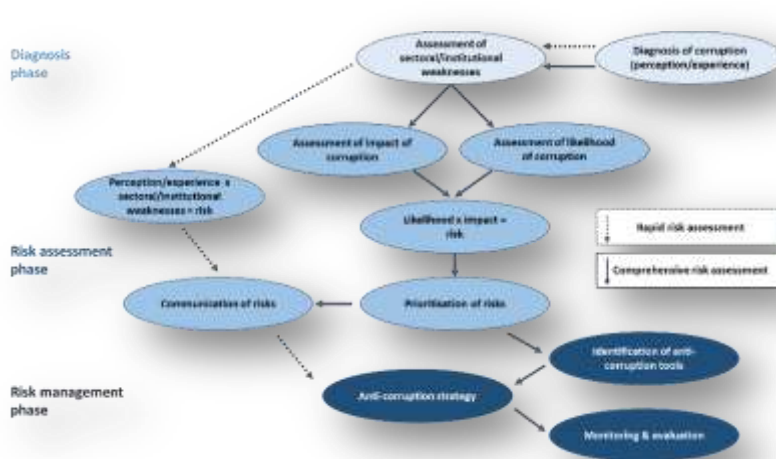 Diagnosis
phase
Assessment of
sectoral/institutional
weaknesses
Diagnosis of corruption
(perception/experience)
Assessment of impact of
corruption
Assessment of likelihood
of corruption
Perception/experience x
sectoral/institutional
weaknesses = risk
Likelihood x impact =
risk
Rapid risk assessment
Risk assessment
phase
Comprehensive risk assessment
Communication of risks
Prioritisation of risks
Identification of anti-
corruption tools
Risk management
phase
Anti-corruption strategy
Monitoring & evaluation